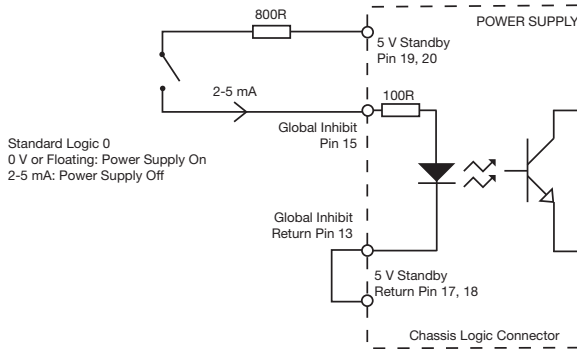 800R
POWER SUPPLY
5 V Standby
Pin 19, 20
2-5 mA
100R
Global Inhibit
Pin 15
Standard Logic 0
0 V or Floating: Power Supply On
2-5 mA: Power Supply Off
Global Inhibit
Return Pin 13
5 V Standby
Return Pin 17, 18
Chassis Logic Connector